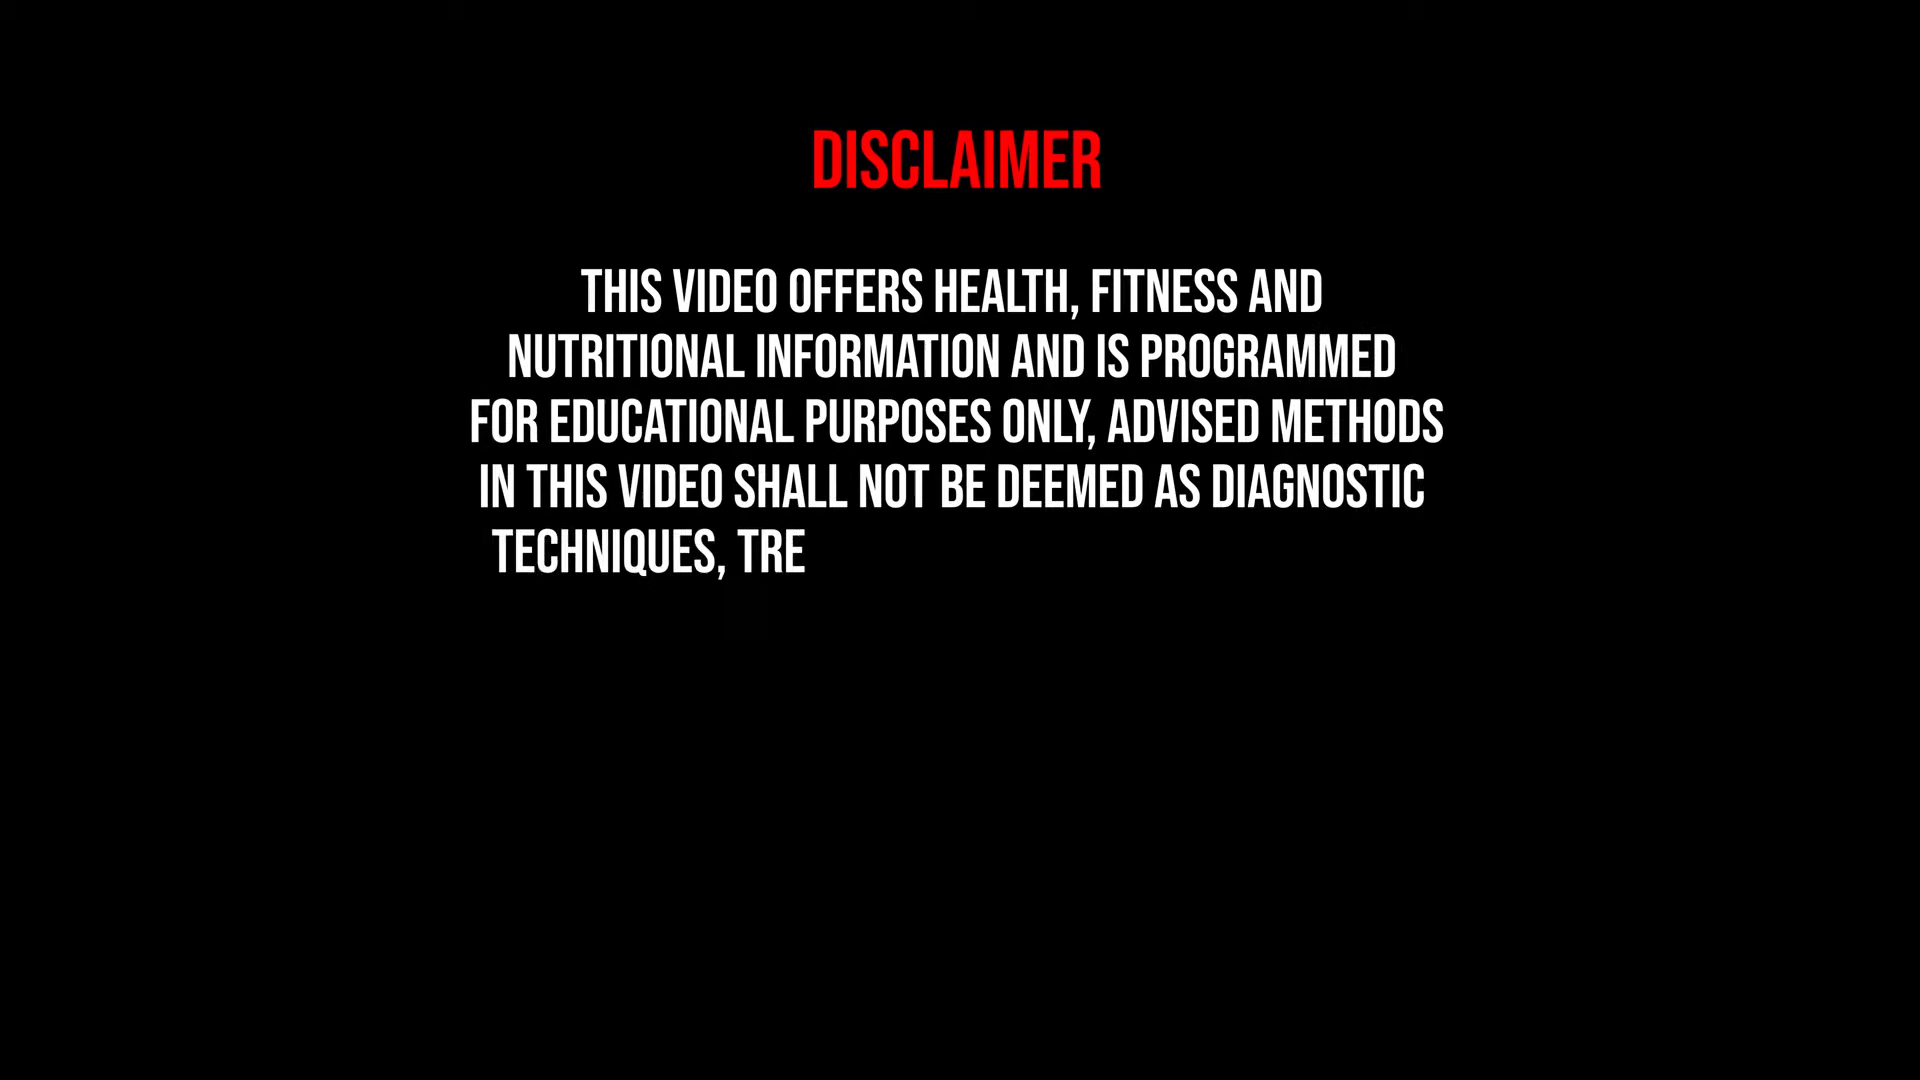 DISCLAIMER
THIS VIDEO OFFERS HEALTH, FITNESS AND
NUTRITIONAL INFORMATION AND IS PROGRAMMED
FOR EDUCATIONAL PURPOSES ONLY, ADVISED METHODS
IN THIS VIDEO SHALL NOT BE DEEMED AS DIAGNOSTIC
TECHNIQUES, TRE